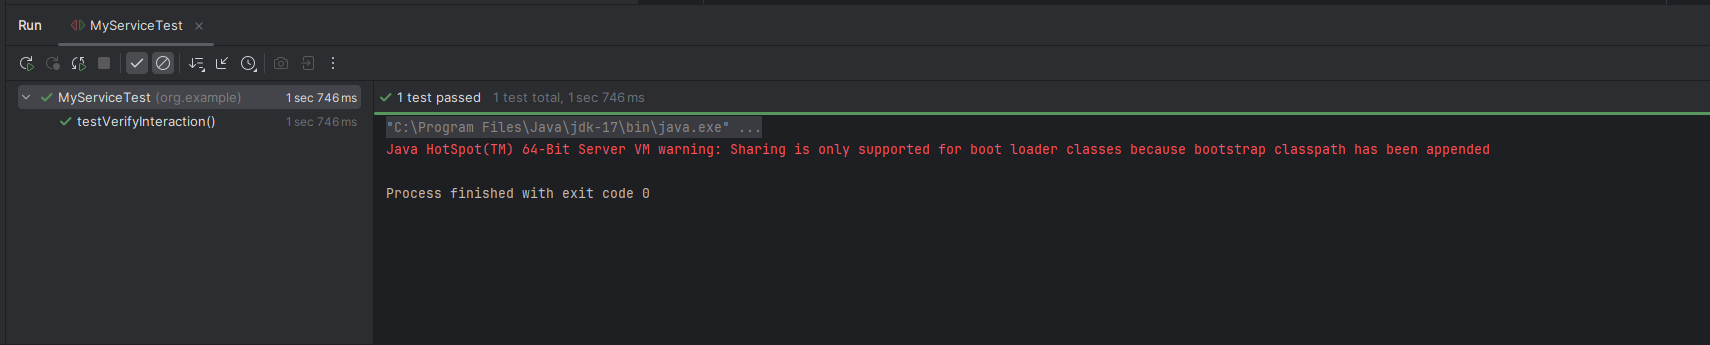 Run MyServiceTest ×
MyServiceTest (org.example) 1 sec 746 ms
testVerifyInteraction() 1 sec 746 ms
1 test passed 1 test total, 1 sec 746 ms
"C:\Program Files\Java\jdk-17\bin\java.exe" ...
Java HotSpot(TM) 64-Bit Server VM warning: Sharing is only supported for boot loader classes because bootstrap classpath has been appended
Process finished with exit code 0